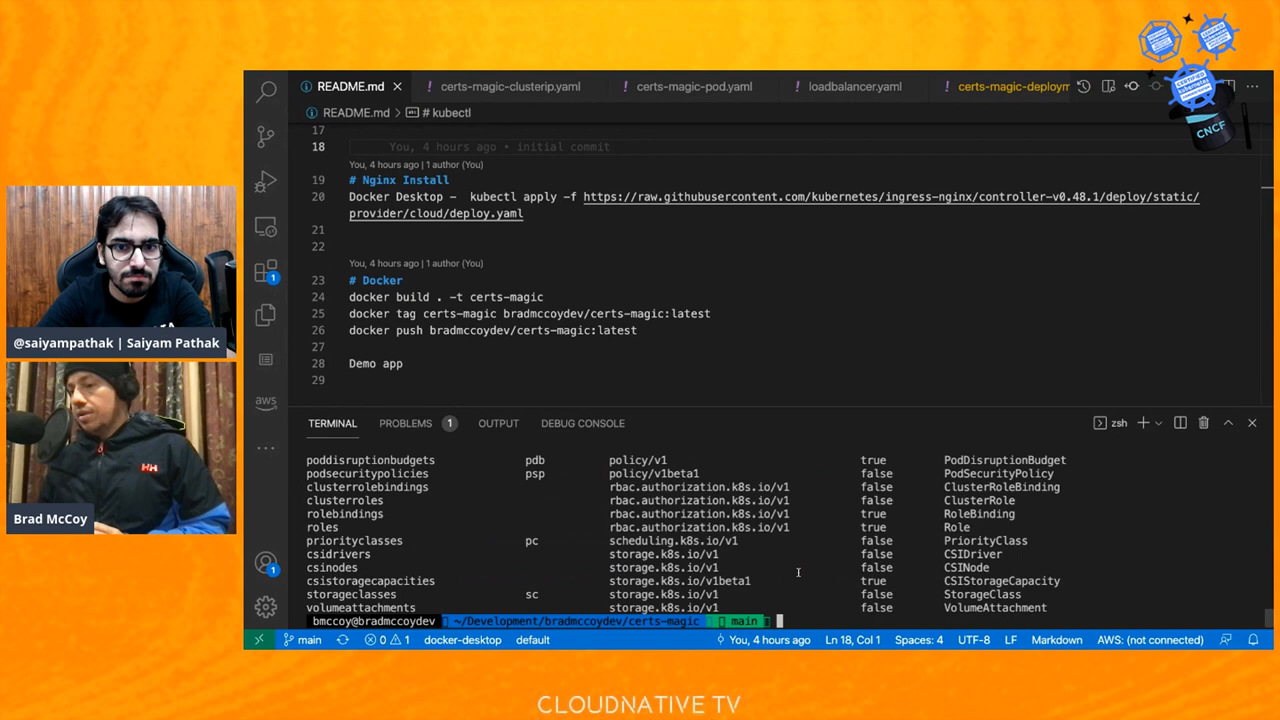 README.md
certs-magic-clusterip.yaml
certs-magic-pod.yaml
loadbalancer.yaml
certs-magic-deploym
README.md > # kubectl
17
18 You, 4 hours ago • initial commit
You, 4 hours ago | 1 author (You)
19 # Nginx Install
20 Docker Desktop - kubectl apply -f https://raw.githubusercontent.com/kubernetes/ingress-nginx/controller-v0.48.1/deploy/static/
provider/cloud/deploy.yaml
21
22
You, 4 hours ago | 1 author (You)
23 # Docker
24 docker build . -t certs-magic
25 docker tag certs-magic bradmccoydev/certs-magic:latest
26 docker push bradmccoydev/certs-magic:latest
27
28 Demo app
29
TERMINAL PROBLEMS 1 OUTPUT DEBUG CONSOLE zsh
poddisruptionbudgets pdb policy/v1 true PodDisruptionBudget
podsecuritypolicies psp policy/v1beta1 false PodSecurityPolicy
clusterrolebindings rbac.authorization.k8s.io/v1 false ClusterRoleBinding
clusterroles rbac.authorization.k8s.io/v1 false ClusterRole
rolebindings rbac.authorization.k8s.io/v1 true RoleBinding
roles rbac.authorization.k8s.io/v1 true Role
priorityclasses pc scheduling.k8s.io/v1 false PriorityClass
csidrivers storage.k8s.io/v1 false CSIDriver
csinodes storage.k8s.io/v1 false CSINode
csistoragecapacities storage.k8s.io/v1beta1 true CSIStorageCapacity
storageclasses sc storage.k8s.io/v1 false StorageClass
volumeattachments storage.k8s.io/v1 false VolumeAttachment
bmccoy@bradmccoydev ~/Development/bradmccoydev/certs-magic main
main 0 1 docker-desktop default You, 4 hours ago Ln 18, Col 1 Spaces: 4 UTF-8 LF Markdown AWS: (not connected)
aws
1
1
@saiyampathak | Saiyam Pathak
Brad McCoy
CNCF
CLOUDNATIVE TV